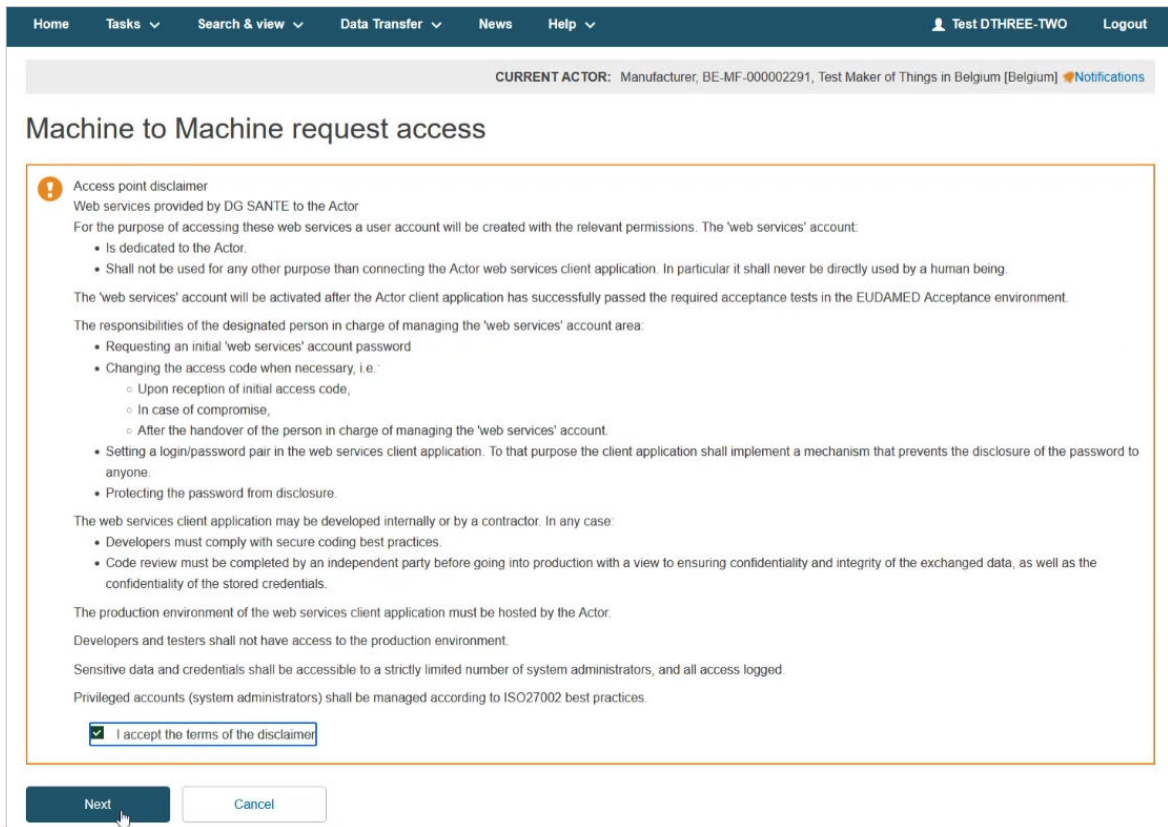 Home Tasks Search & view Data Transfer News Help Test DTHREE-TWO Logout
CURRENT ACTOR: Manufacturer, BE-MF-000002291, Test Maker of Things in Belgium [Belgium] Notifications
Machine to Machine request access
Access point disclaimer
Web services provided by DG SANTE to the Actor
For the purpose of accessing these web services a user account will be created with the relevant permissions. The 'web services' account:
• Is dedicated to the Actor.
• Shall not be used for any other purpose than connecting the Actor web services client application. In particular it shall never be directly used by a human being.
The 'web services' account will be activated after the Actor client application has successfully passed the required acceptance tests in the EUDAMED Acceptance environment.
The responsibilities of the designated person in charge of managing the 'web services' account area:
• Requesting an initial 'web services' account password
• Changing the access code when necessary, i.e.:
○ Upon reception of initial access code,
○ In case of compromise,
○ After the handover of the person in charge of managing the 'web services' account.
• Setting a login/password pair in the web services client application. To that purpose the client application shall implement a mechanism that prevents the disclosure of the password to
anyone.
• Protecting the password from disclosure.
The web services client application may be developed internally or by a contractor. In any case:
• Developers must comply with secure coding best practices.
• Code review must be completed by an independent party before going into production with a view to ensuring confidentiality and integrity of the exchanged data, as well as the
confidentiality of the stored credentials.
The production environment of the web services client application must be hosted by the Actor.
Developers and testers shall not have access to the production environment.
Sensitive data and credentials shall be accessible to a strictly limited number of system administrators, and all access logged.
Privileged accounts (system administrators) shall be managed according to ISO27002 best practices.
I accept the terms of the disclaimer
Next Cancel